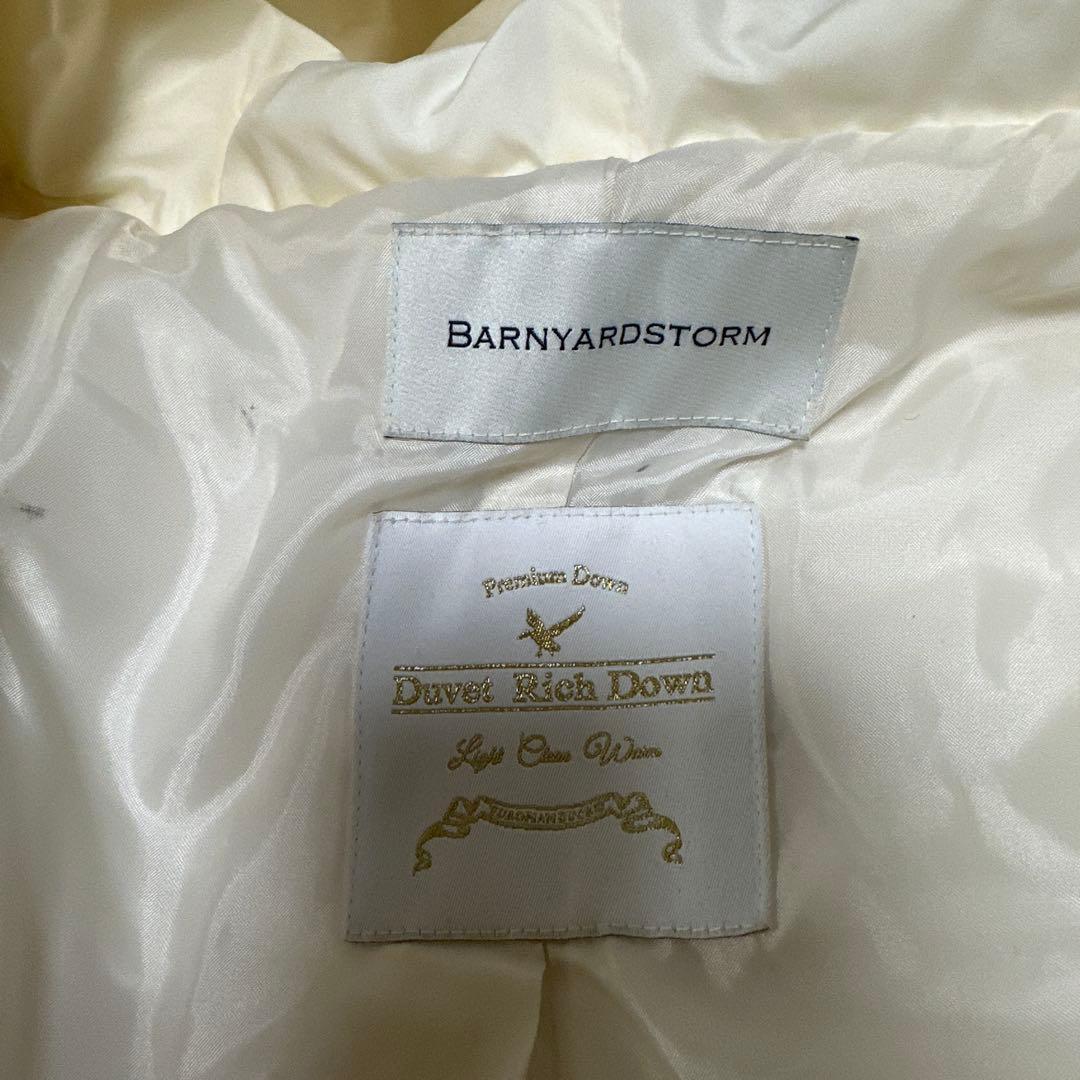 BARNYARDSTORM
Premium Down
Duvet Rich Down
Light Clean Warm